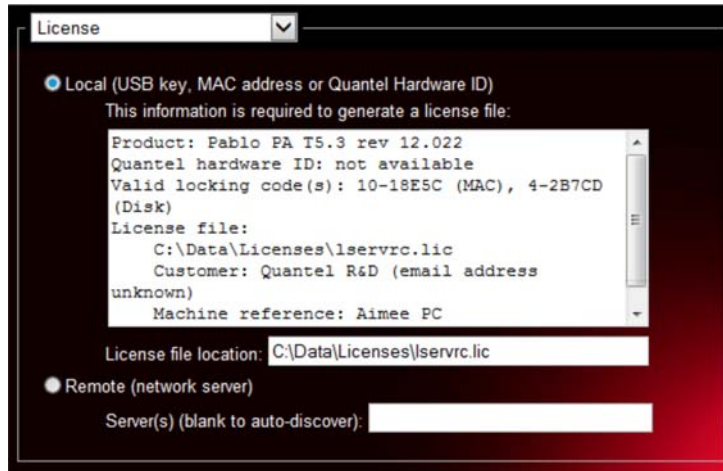 License
Local (USB key, MAC address or Quantel Hardware ID)
This information is required to generate a license file:
Product: Pablo PA T5.3 rev 12.022
Quantel hardware ID: not available
Valid locking code(s): 10-18E5C (MAC), 4-2B7CD
(Disk)
License file:
C:\Data\Licenses\lservrc.lic
Customer: Quantel R&D (email address
unknown)
Machine reference: Aimee PC
License file location: C:\Data\Licenses\lservrc.lic
Remote (network server)
Server(s) (blank to auto-discover):